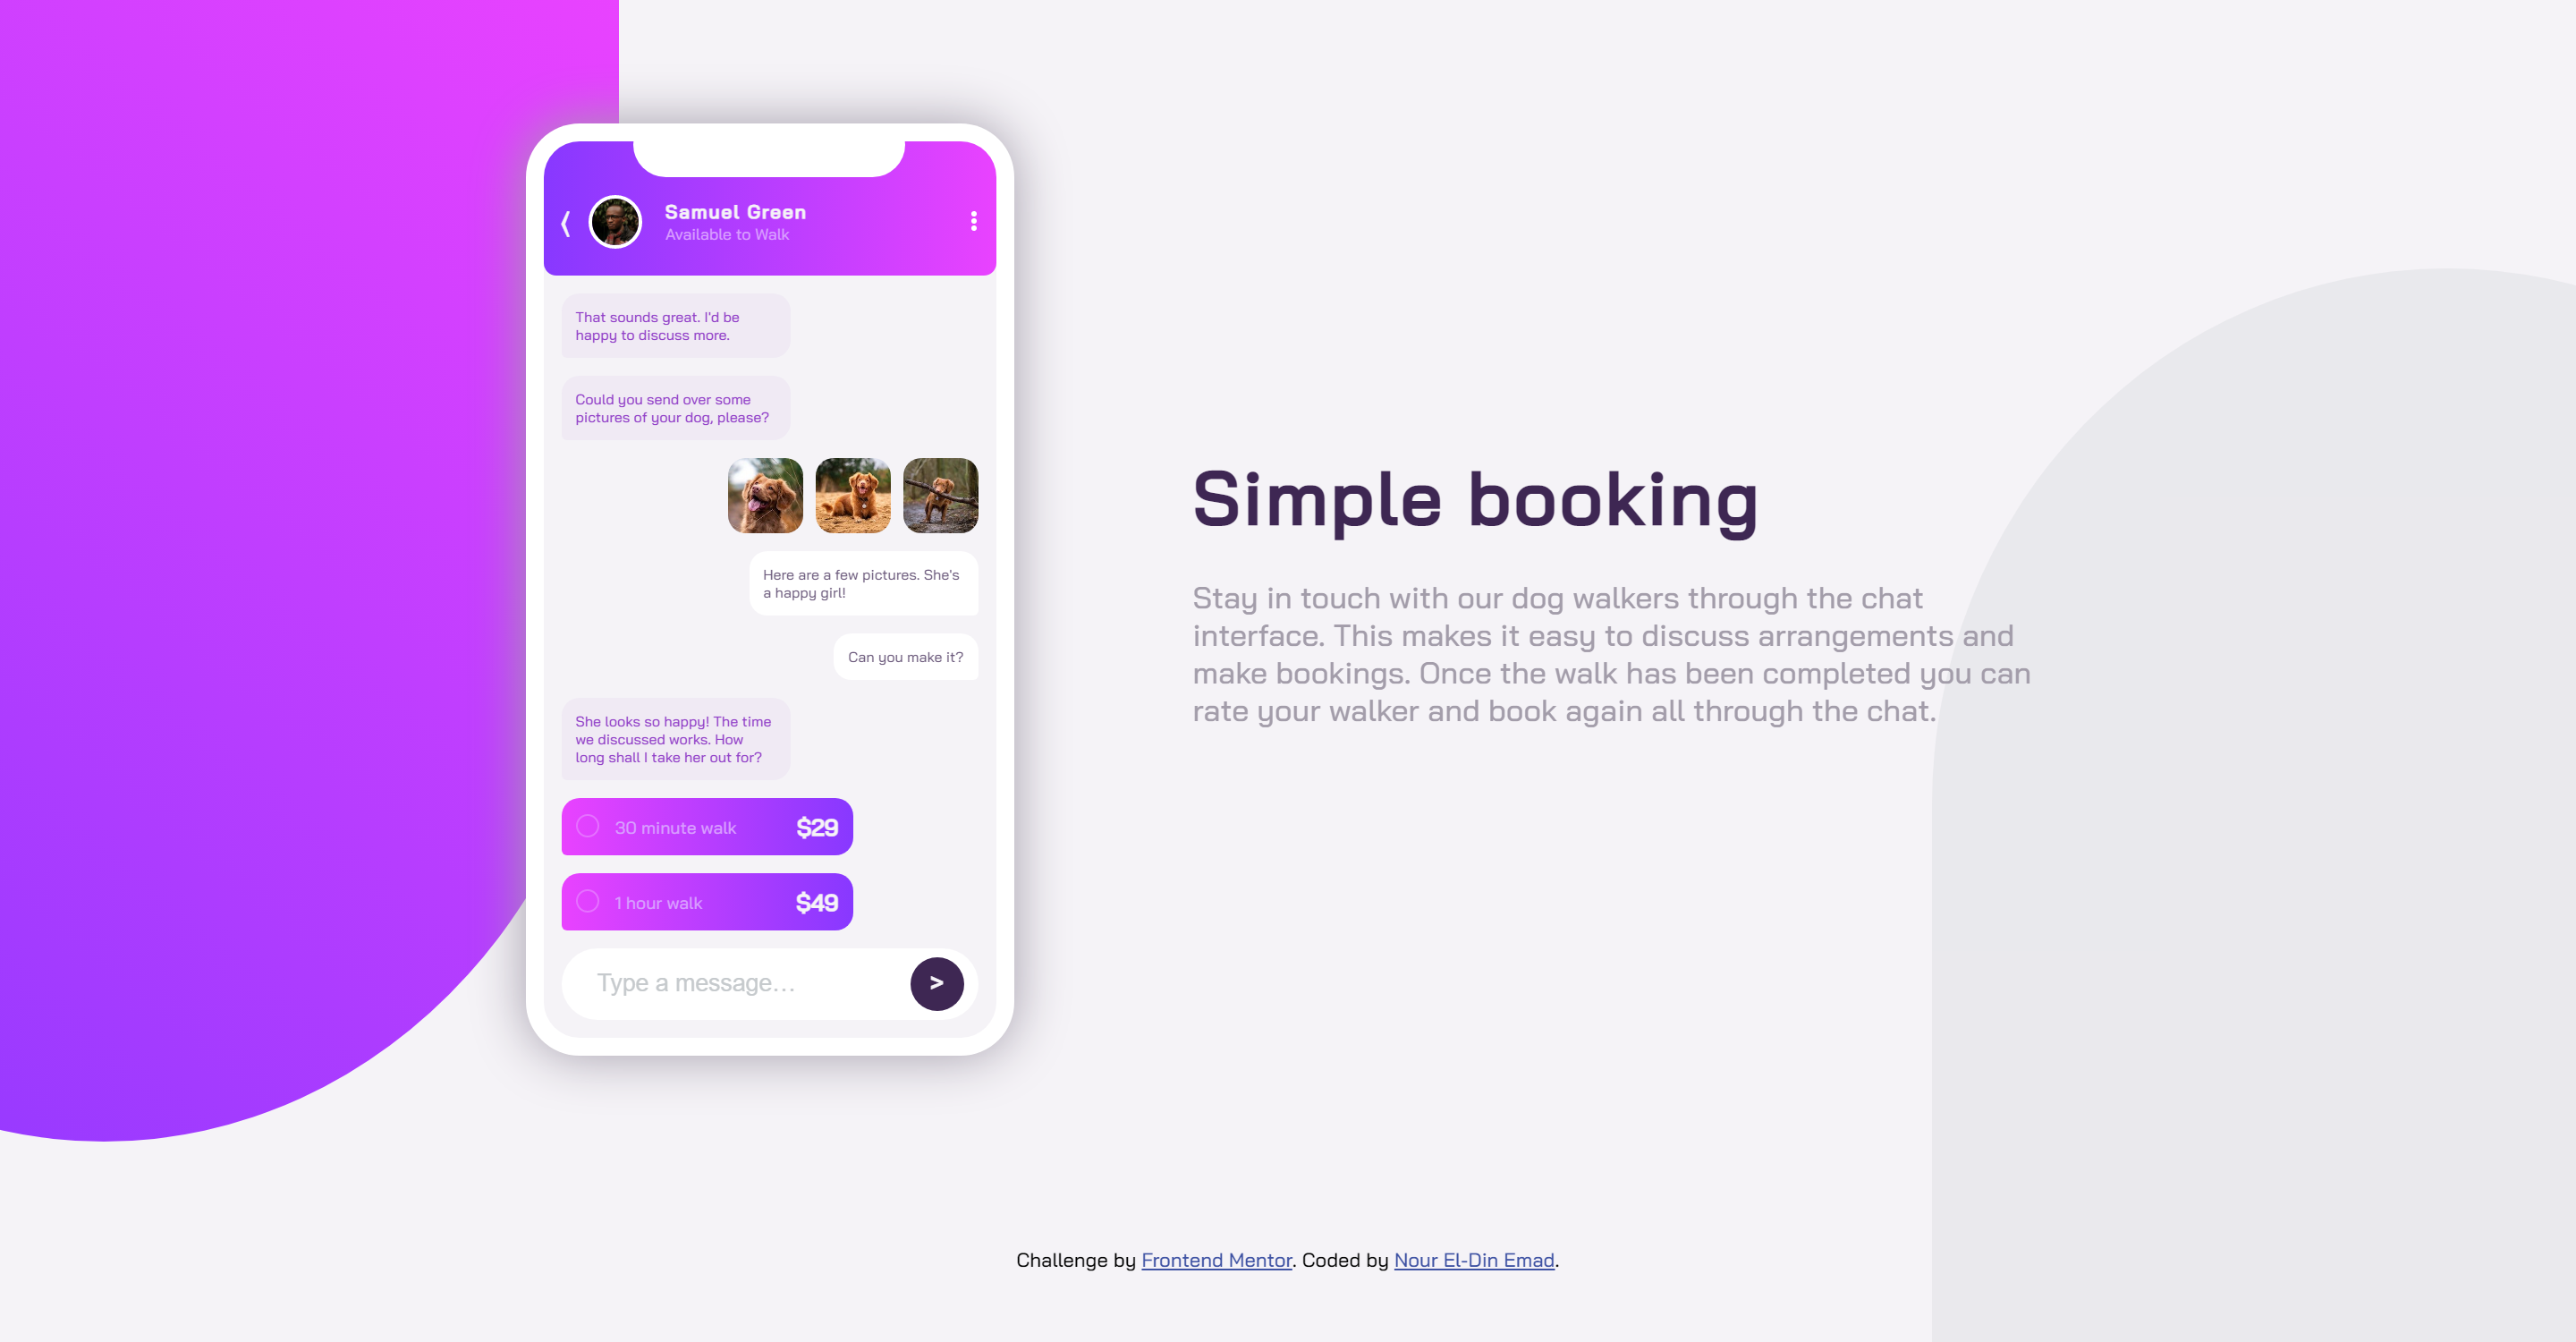 Samuel Green
Available to Walk
That sounds great. I'd be
happy to discuss more.
Could you send over some
pictures of your dog, please?
Here are a few pictures. She's
a happy girl!
Can you make it?
She looks so happy! The time
we discussed works. How
long shall I take her out for?
30 minute walk $29
1 hour walk $49
Type a message…
>
Simple booking
Stay in touch with our dog walkers through the chat
interface. This makes it easy to discuss arrangements and
make bookings. Once the walk has been completed you can
rate your walker and book again all through the chat.
Challenge by Frontend Mentor. Coded by Nour El-Din Emad.